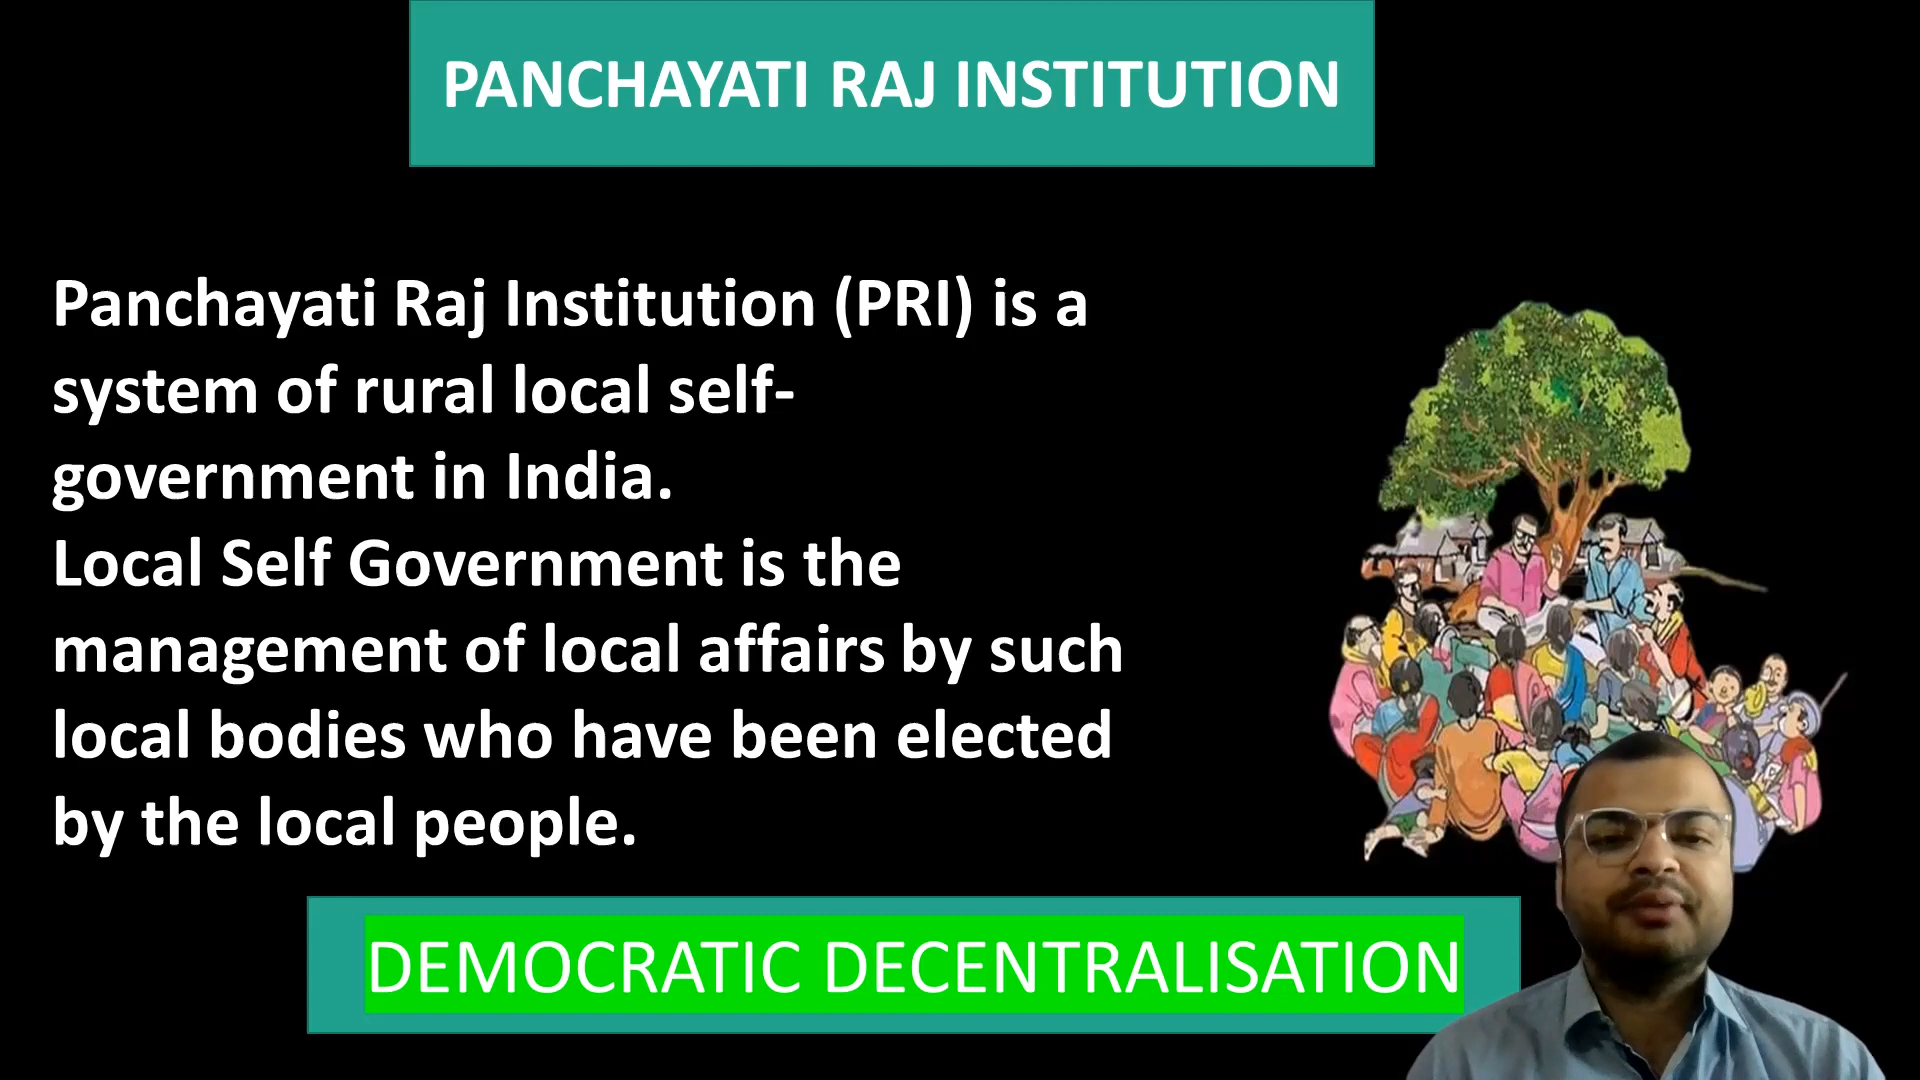 PANCHAYATI RAJ INSTITUTION
Panchayati Raj Institution (PRI) is a
system of rural local self-
government in India.
Local Self Government is the
management of local affairs by such
local bodies who have been elected
by the local people.
DEMOCRATIC DECENTRALISATION